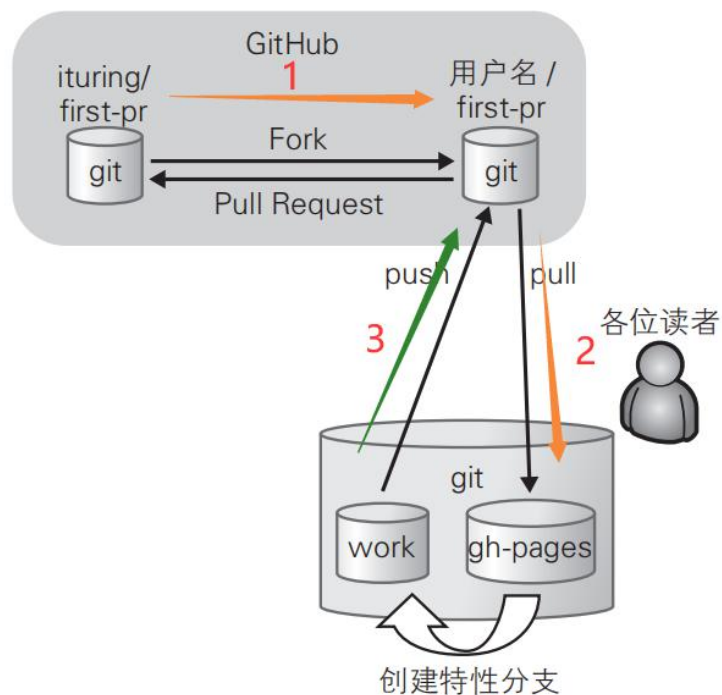 GitHub
1
ituring/
first-pr
用户名 /
first-pr
git
Fork
git
Pull Request
push
pull
3
2
各位读者
git
work
gh-pages
创建特性分支